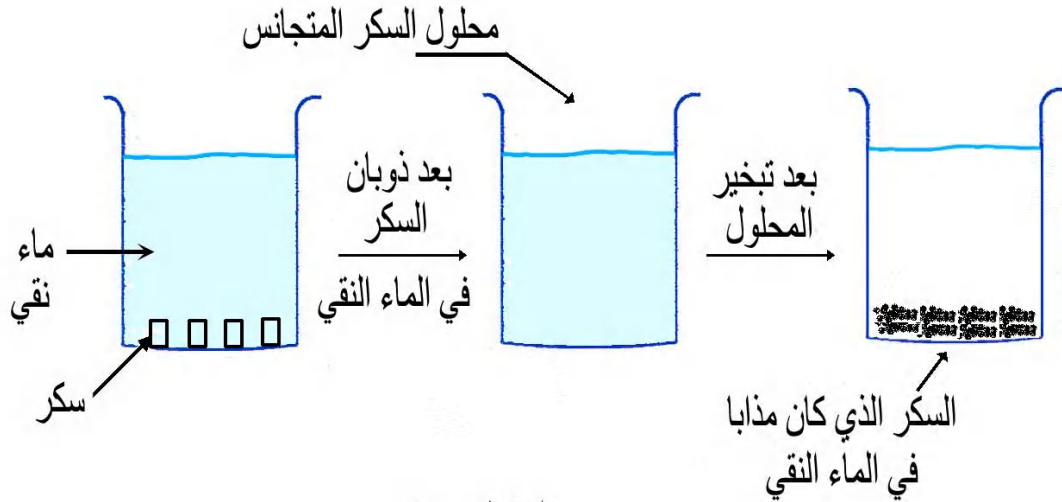 محلول السكر المتجانس
ماء
نقي
سكر
بعد ذوبان
السكر
في الماء النقي
بعد تبخير
المحلول
السكر الذي كان مذابا
في الماء النقي